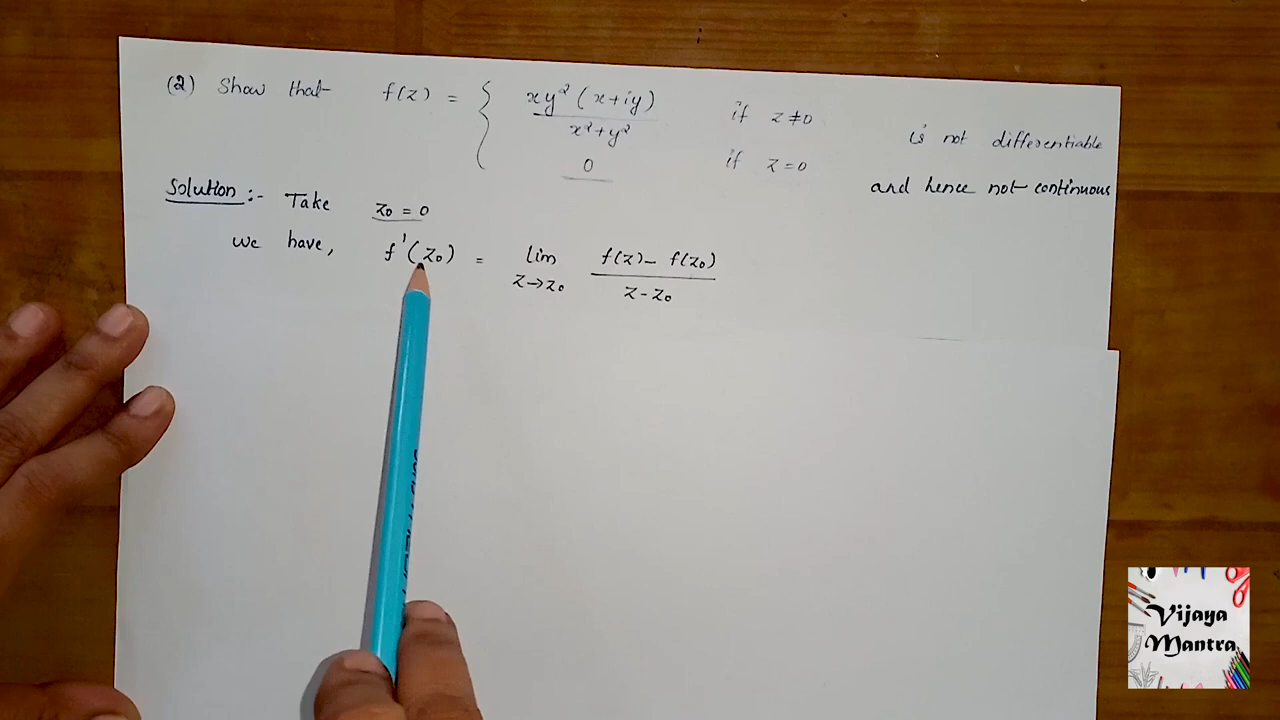 (2) Show that f(z) = { xy²(x+iy) / x²+y² if z≠0
0 if z=0
is not differentiable
and hence not continuous
Solution:- Take z₀ = 0
we have, f'(z₀) = lim z→z₀ f(z) - f(z₀) / z - z₀
Vijaya
Mantra